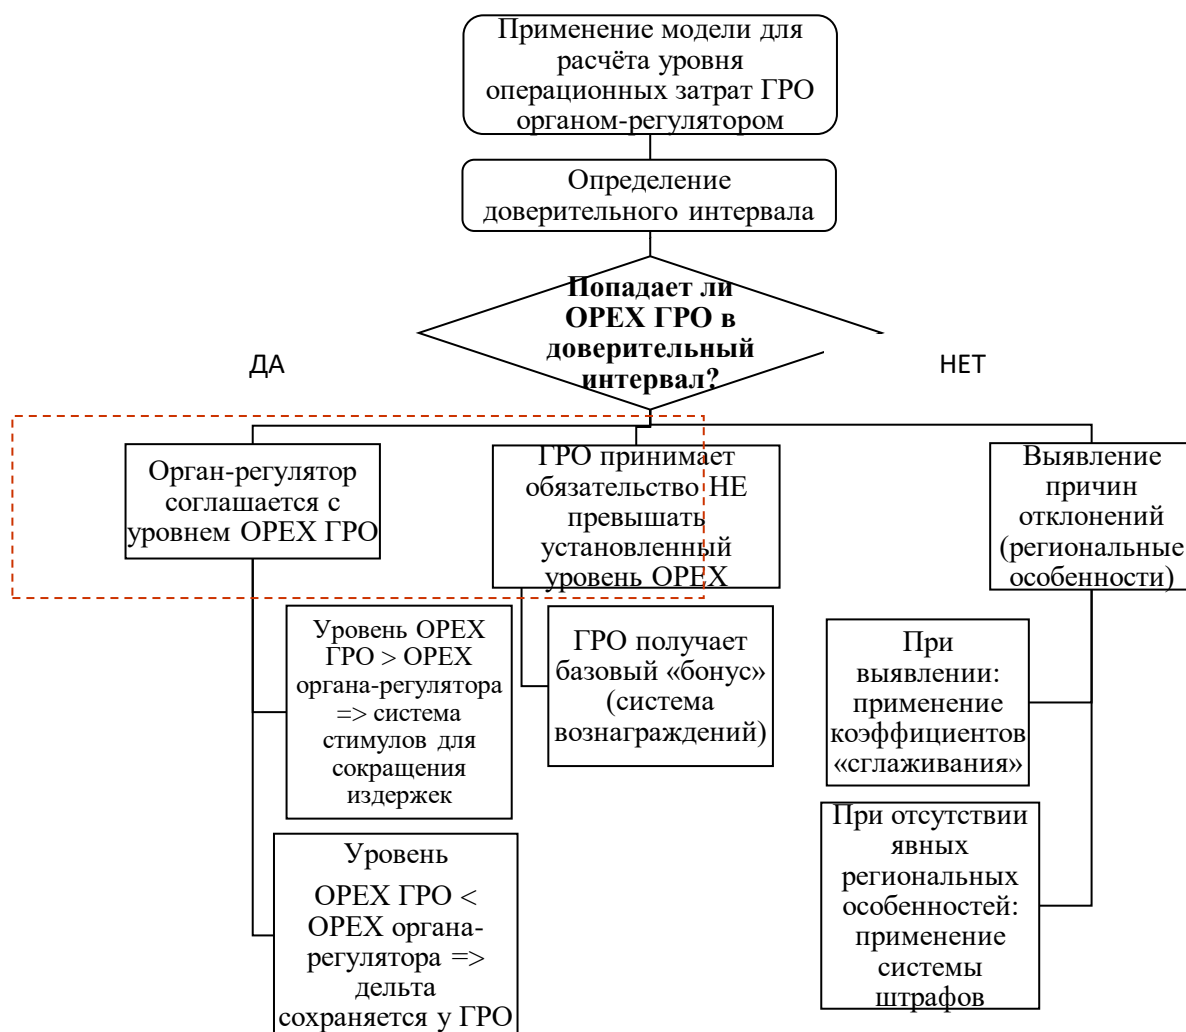 Применение модели для
расчёта уровня
операционных затрат ГРО
органом-регулятором
Определение
доверительного интервала
Попадает ли
OPEX ГРО в
доверительный
интервал?
ДА
НЕТ
Орган-регулятор
соглашается с
уровнем OPEX ГРО
ГРО принимает
обязательство НЕ
превышать
установленный
уровень OPEX
Выявление
причин
отклонений
(региональные
особенности)
Уровень OPEX
ГРО > OPEX
органа-регулятора
=> система
стимулов для
сокращения
издержек
ГРО получает
базовый «бонус»
(система
вознаграждений)
При
выявлении:
применение
коэффициентов
«сглаживания»
Уровень
OPEX ГРО <
OPEX органа-
регулятора =>
дельта
сохраняется у ГРО
При отсутствии
явных
региональных
особенностей:
применение
системы
штрафов